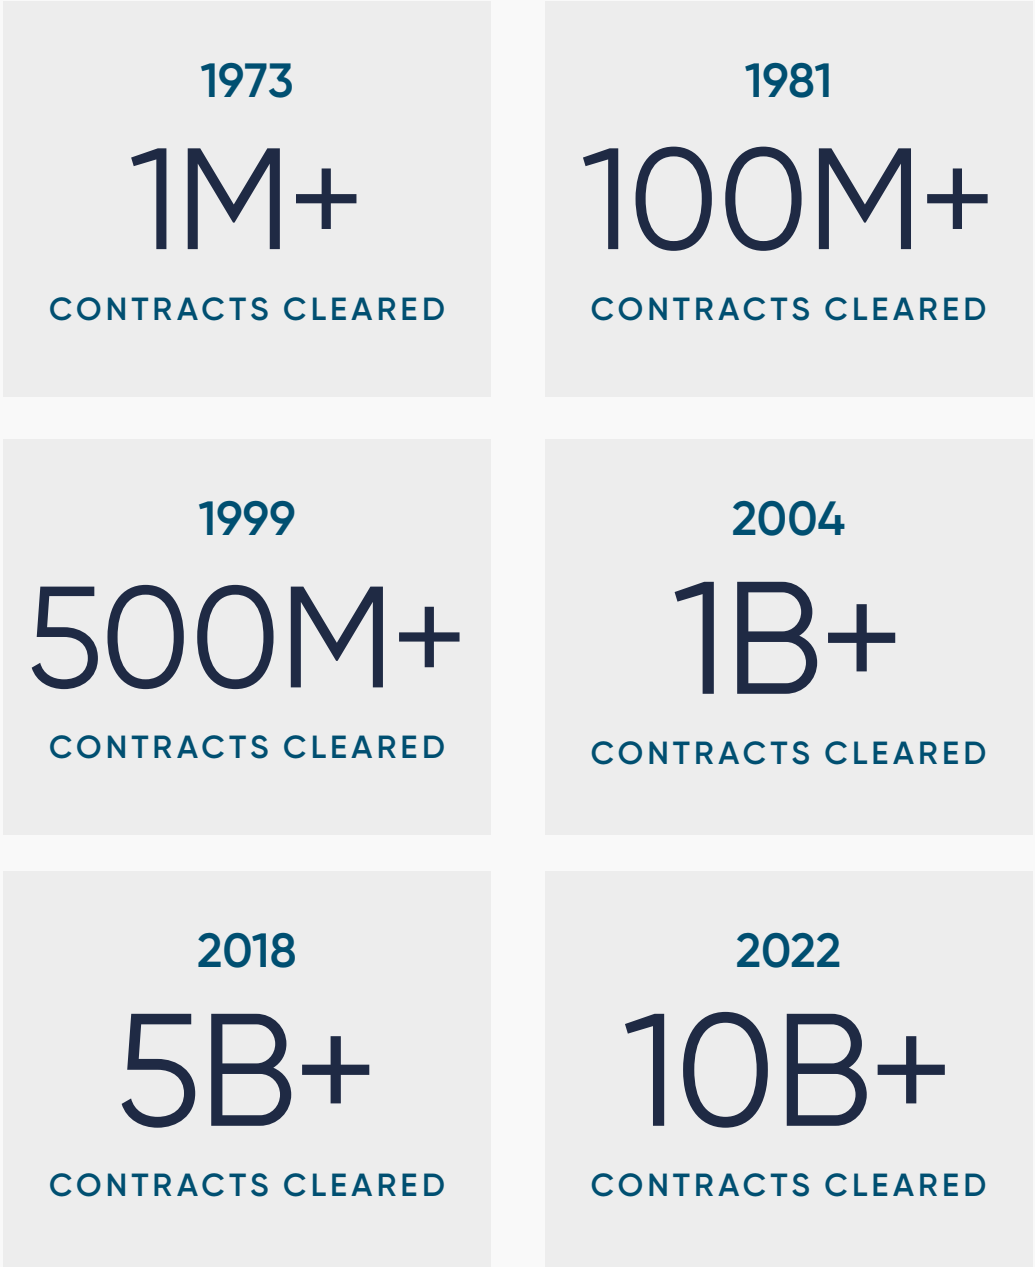 1973
1M+
CONTRACTS CLEARED
1981
100M+
CONTRACTS CLEARED
1999
500M+
CONTRACTS CLEARED
2004
1B+
CONTRACTS CLEARED
2018
5B+
CONTRACTS CLEARED
2022
10B+
CONTRACTS CLEARED